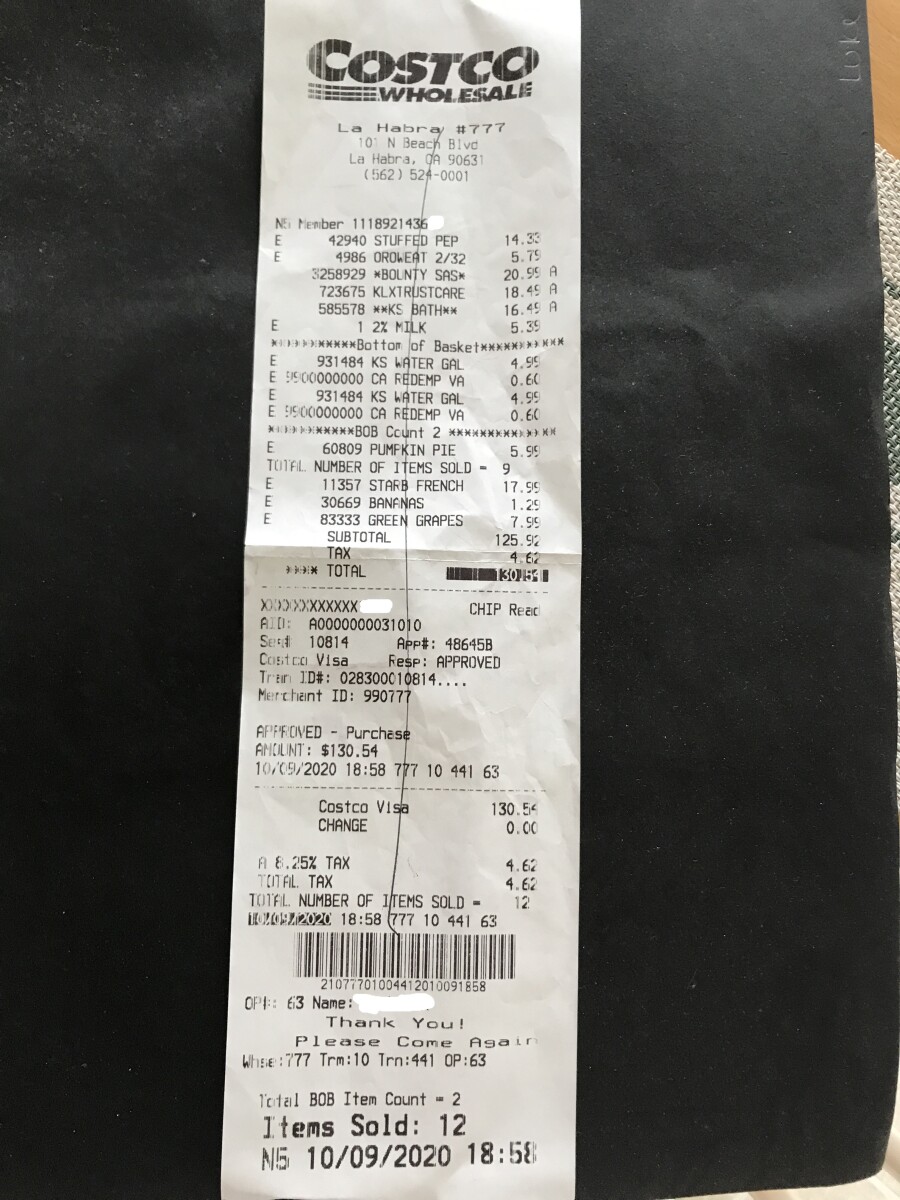 COSTCO
WHOLESALE
La Habra #777
101 N Beach Blvd
La Habra, CA 90631
(562) 524-0001
N5 Member 1118921436
E 42940 STUFFED PEP 14.33
E 4986 OROWEAT 2/32 5.79
3258929 *BOUNTY SAS* 20.99 A
723675 KLXTRUSTCARE 18.49 A
585578 **KS BATH** 16.49 A
E 1 2% MILK 5.39
************Bottom of Basket************
E 931484 KS WATER GAL 4.99
E 9900000000 CA REDEMP VA 0.60
E 931484 KS WATER GAL 4.99
E 9900000000 CA REDEMP VA 0.60
************BOB Count 2 **************
E 60809 PUMPKIN PIE 5.99
TOTAL NUMBER OF ITEMS SOLD = 9
E 11357 STARB FRENCH 17.99
E 30669 BANANAS 1.29
E 83333 GREEN GRAPES 7.99
SUBTOTAL 125.92
TAX 4.62
**** TOTAL 130.54
XXXXXXXXXXXX CHIP Read
AID: A0000000031010
Seq# 10814 App#: 48645B
Costco Visa Resp: APPROVED
Tran ID#: 028300010814....
Merchant ID: 990777
APPROVED - Purchase
AMOUNT: $130.54
10/09/2020 18:58 777 10 441 63
Costco Visa 130.54
CHANGE 0.00
A 8.25% TAX 4.62
TOTAL TAX 4.62
TOTAL NUMBER OF ITEMS SOLD = 12
10/09/2020 18:58 777 10 441 63
21077701004412010091858
OP#: 63 Name:
Thank You!
Please Come Again
Whse:777 Trm:10 Trn:441 OP:63
Total BOB Item Count = 2
Items Sold: 12
N5 10/09/2020 18:58